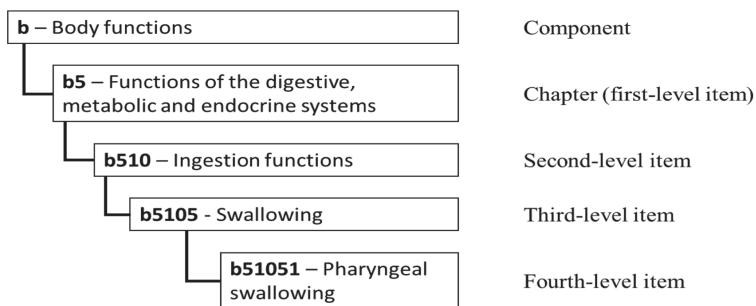 b – Body functions Component
b5 – Functions of the digestive,
metabolic and endocrine systems
Chapter (first-level item)
b510 – Ingestion functions Second-level item
b5105 - Swallowing Third-level item
b51051 – Pharyngeal
swallowing
Fourth-level item